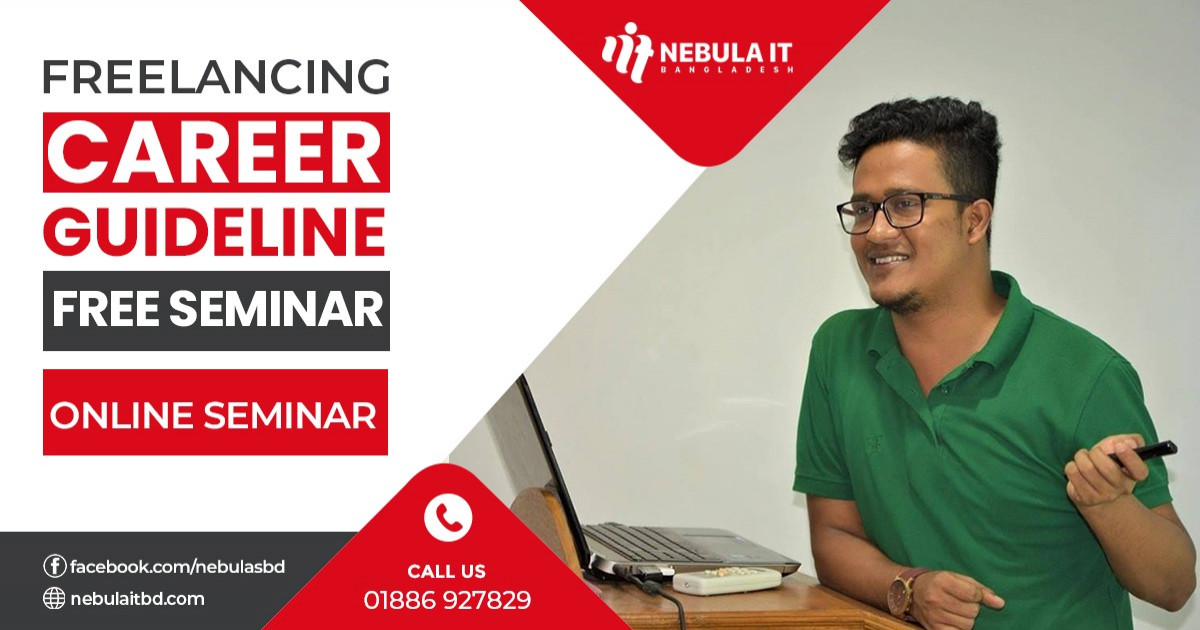 FREELANCING
CAREER
GUIDELINE
FREE SEMINAR
ONLINE SEMINAR
facebook.com/nebulasbd
nebulaitbd.com
CALL US
01886 927829
NEBULA IT
BANGLADESH